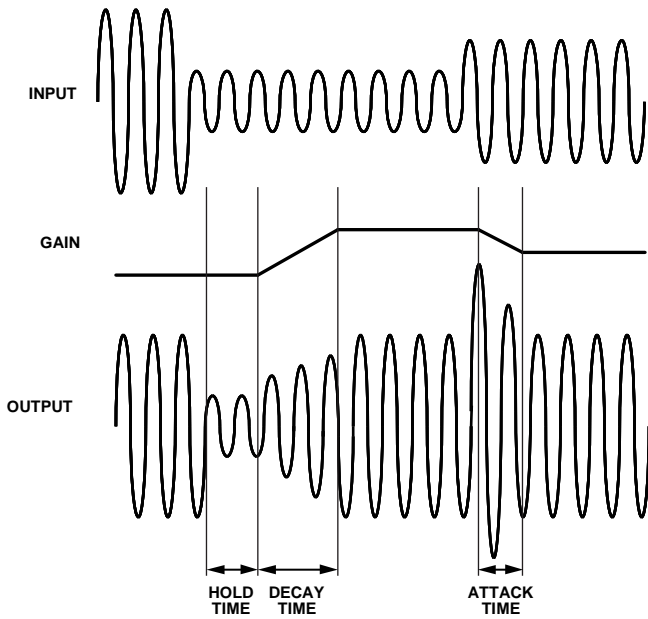 INPUT
GAIN
OUTPUT
HOLD
TIME
DECAY
TIME
ATTACK
TIME